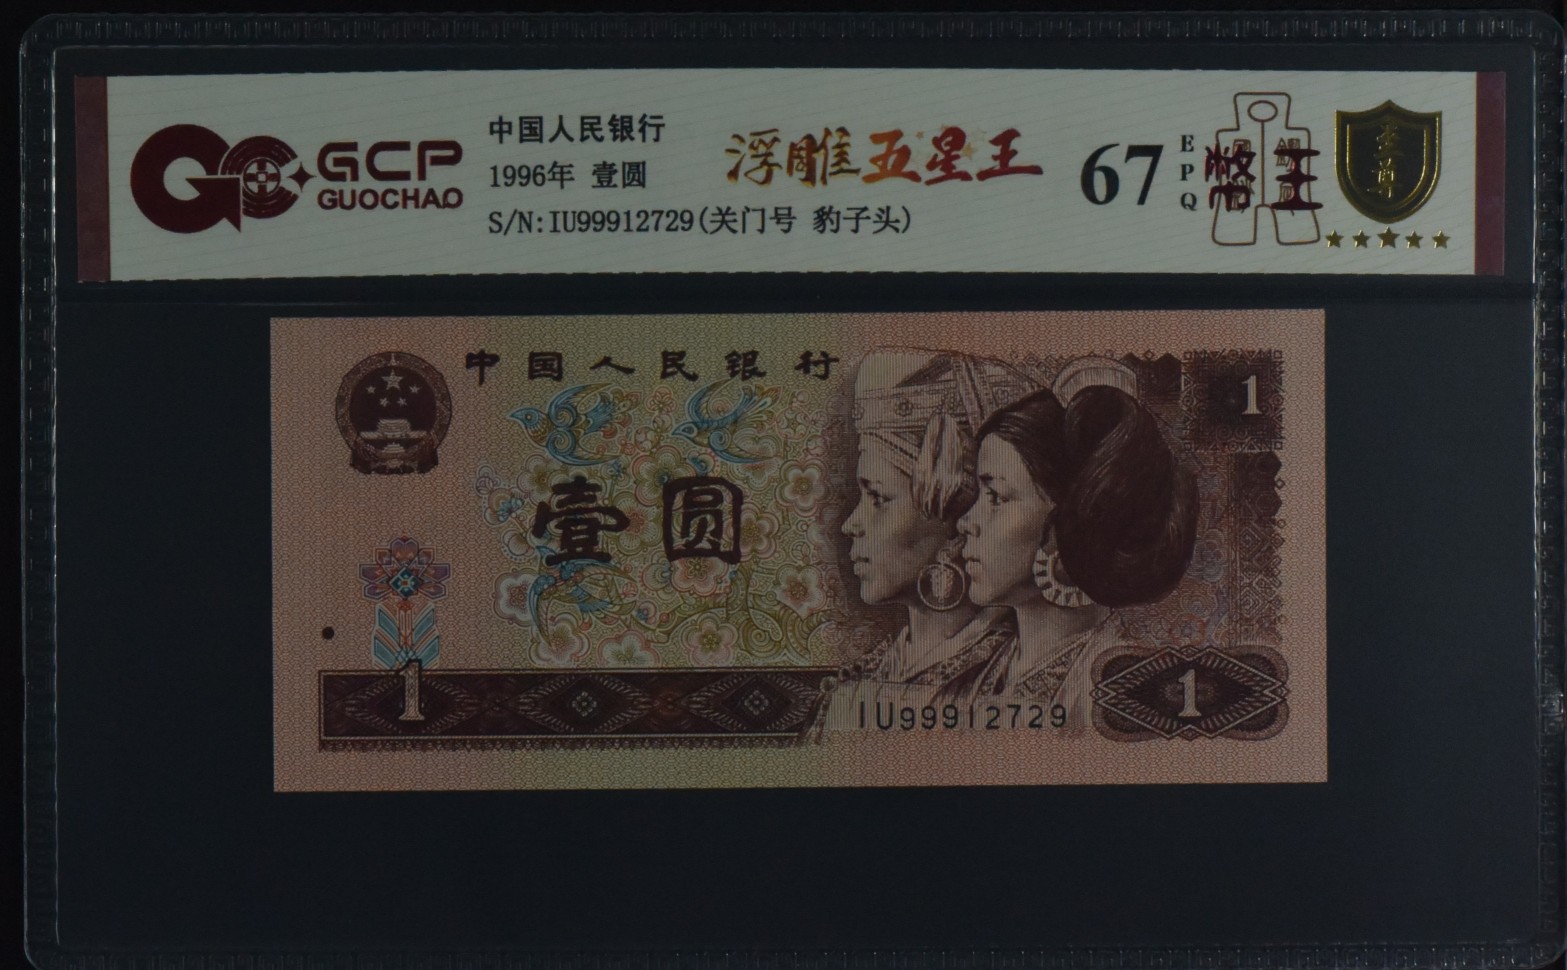 GCP
GUOCHAO
中国人民银行
1996年 壹圆
S/N:IU99912729(关门号 豹子头)
浮雕五星王
67
EPQ
壹尊
中国人民银行
1
壹圆
1
IU99912729
1